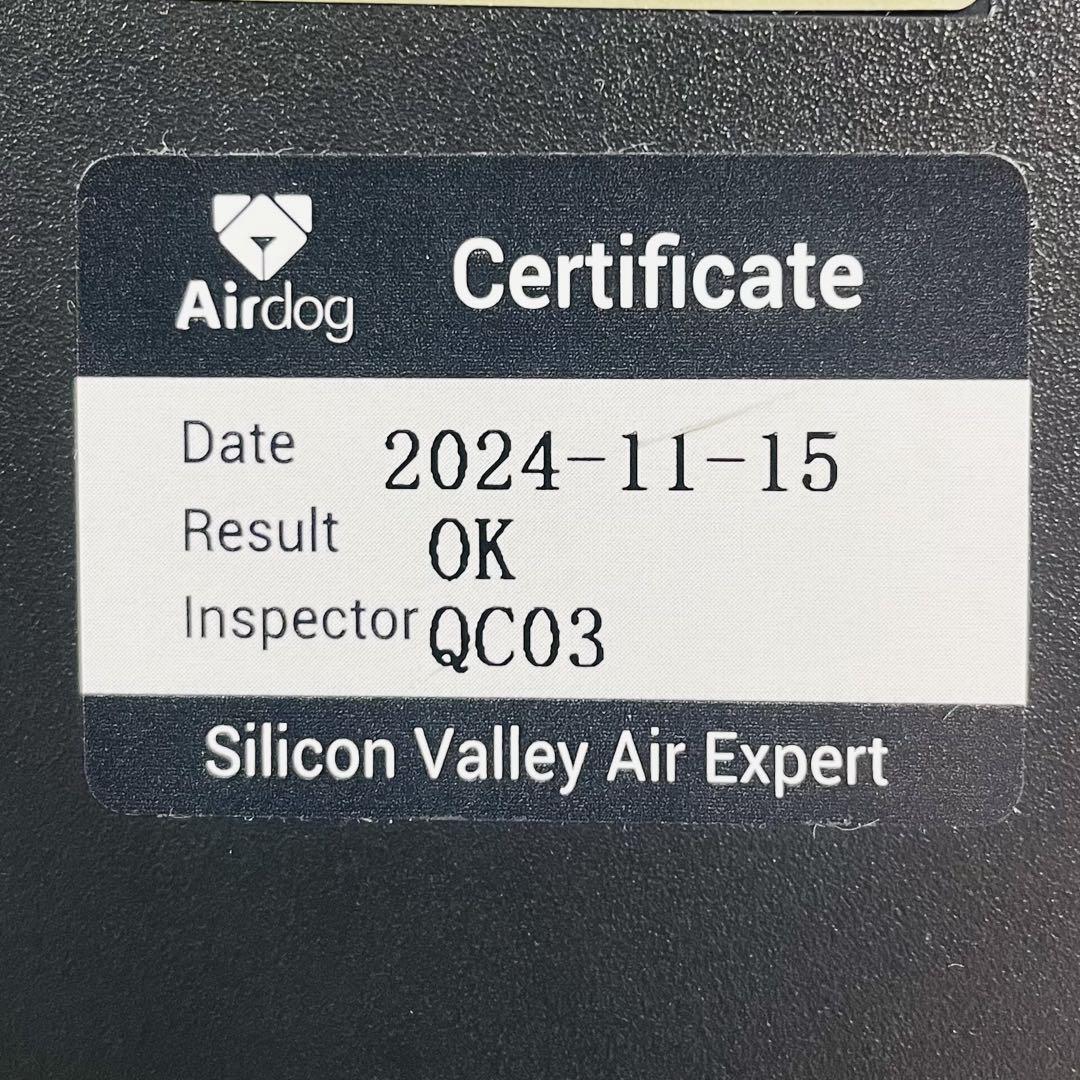 Airdog
Certificate
Date 2024-11-15
Result OK
Inspector QC03
Silicon Valley Air Expert